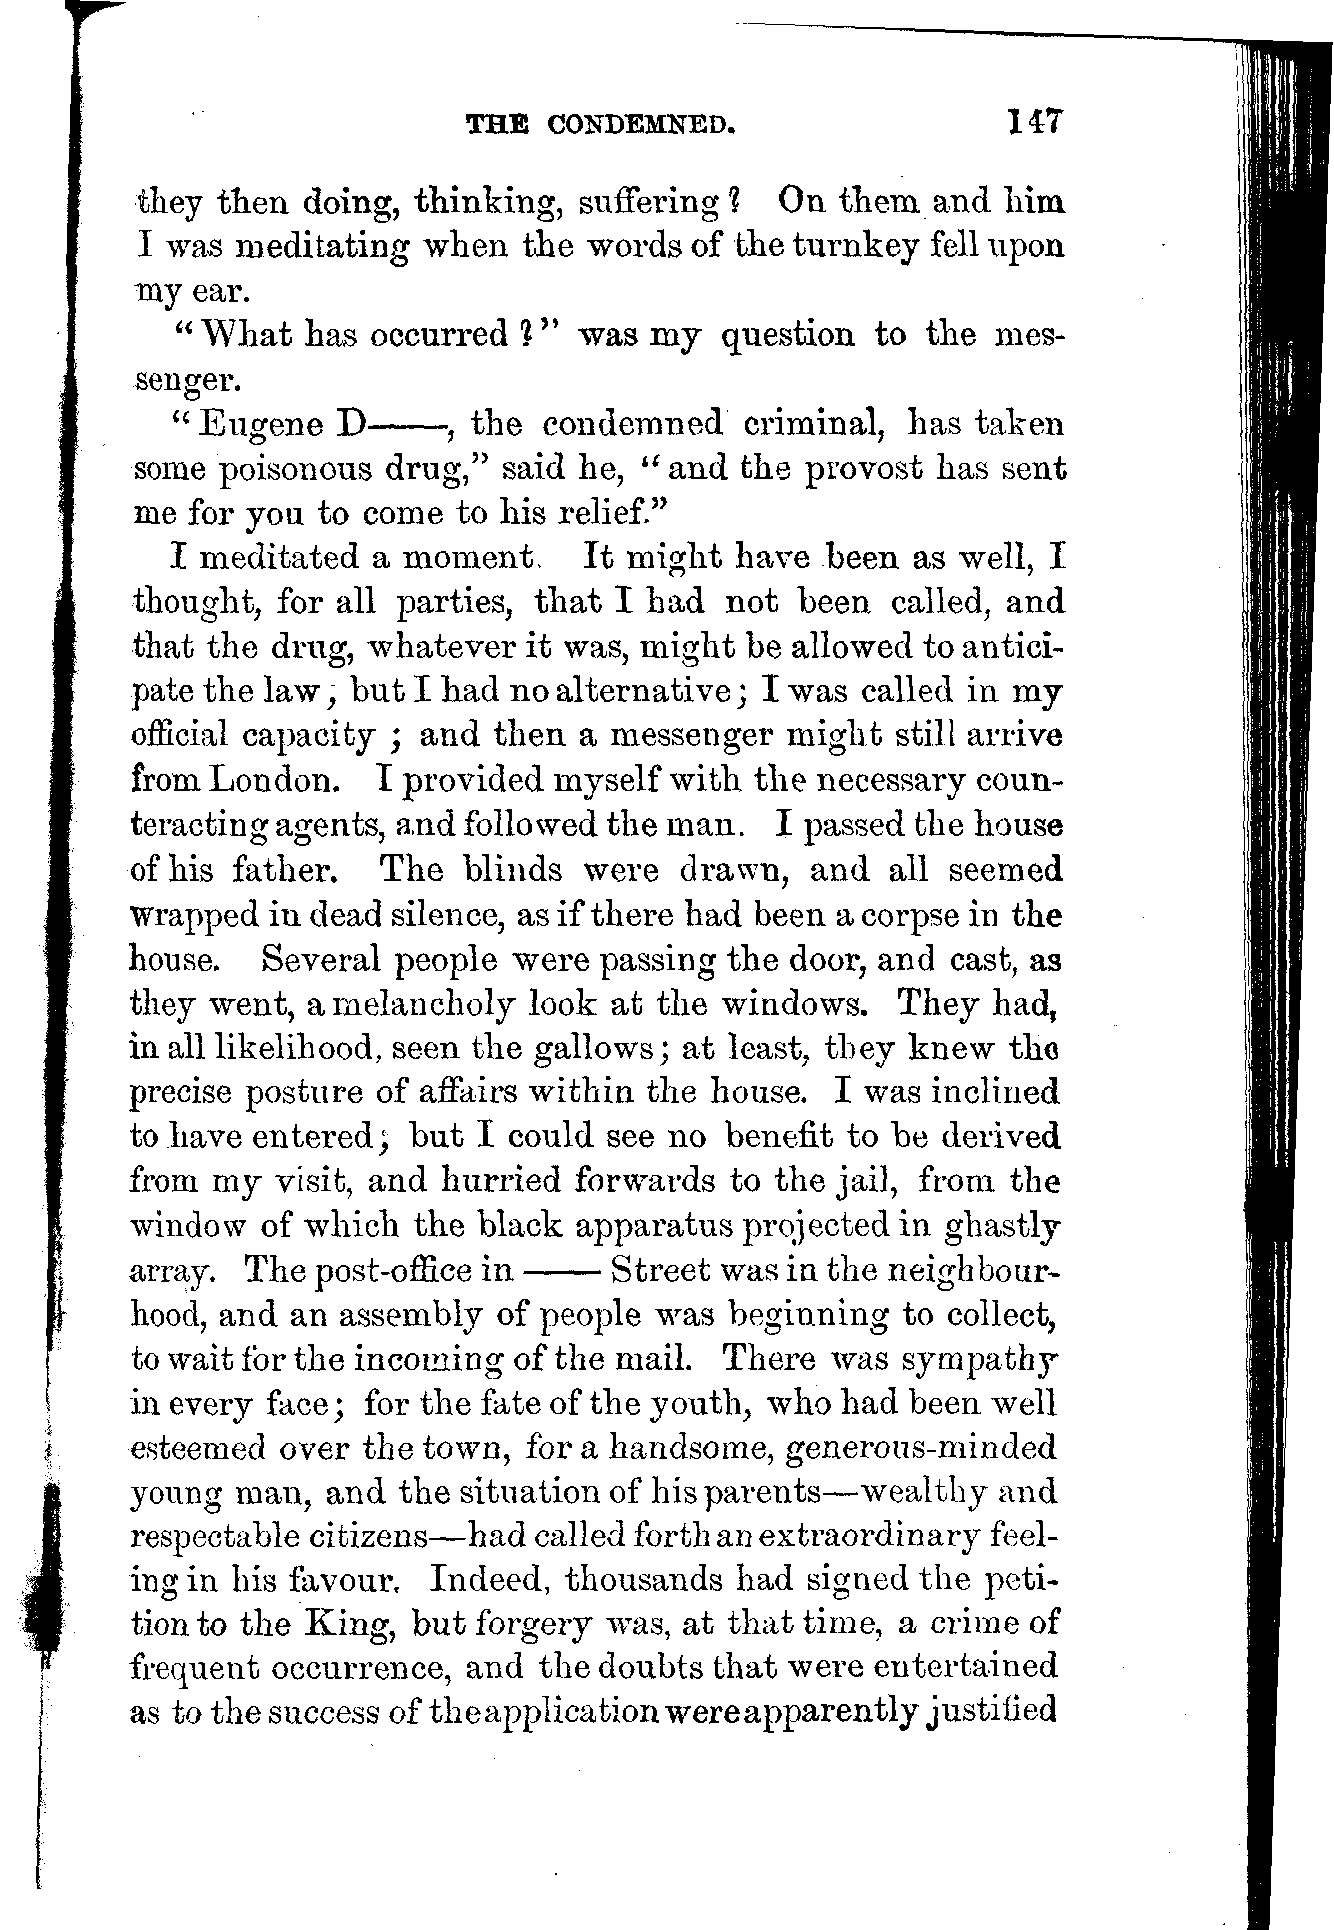 THE CONDEMNED. 147
they then doing, thinking, suffering? On them and him
I was meditating when the words of the turnkey fell upon
my ear.
"What has occurred?" was my question to the mes-
senger.
"Eugene D——, the condemned criminal, has taken
some poisonous drug," said he, "and the provost has sent
me for you to come to his relief."
I meditated a moment. It might have been as well, I
thought, for all parties, that I had not been called, and
that the drug, whatever it was, might be allowed to antici-
pate the law; but I had no alternative; I was called in my
official capacity; and then a messenger might still arrive
from London. I provided myself with the necessary coun-
teracting agents, and followed the man. I passed the house
of his father. The blinds were drawn, and all seemed
wrapped in dead silence, as if there had been a corpse in the
house. Several people were passing the door, and cast, as
they went, a melancholy look at the windows. They had,
in all likelihood, seen the gallows; at least, they knew the
precise posture of affairs within the house. I was inclined
to have entered; but I could see no benefit to be derived
from my visit, and hurried forwards to the jail, from the
window of which the black apparatus projected in ghastly
array. The post-office in —— Street was in the neighbour-
hood, and an assembly of people was beginning to collect,
to wait for the incoming of the mail. There was sympathy
in every face; for the fate of the youth, who had been well
esteemed over the town, for a handsome, generous-minded
young man, and the situation of his parents—wealthy and
respectable citizens—had called forth an extraordinary feel-
ing in his favour. Indeed, thousands had signed the peti-
tion to the King, but forgery was, at that time, a crime of
frequent occurrence, and the doubts that were entertained
as to the success of the application were apparently justified